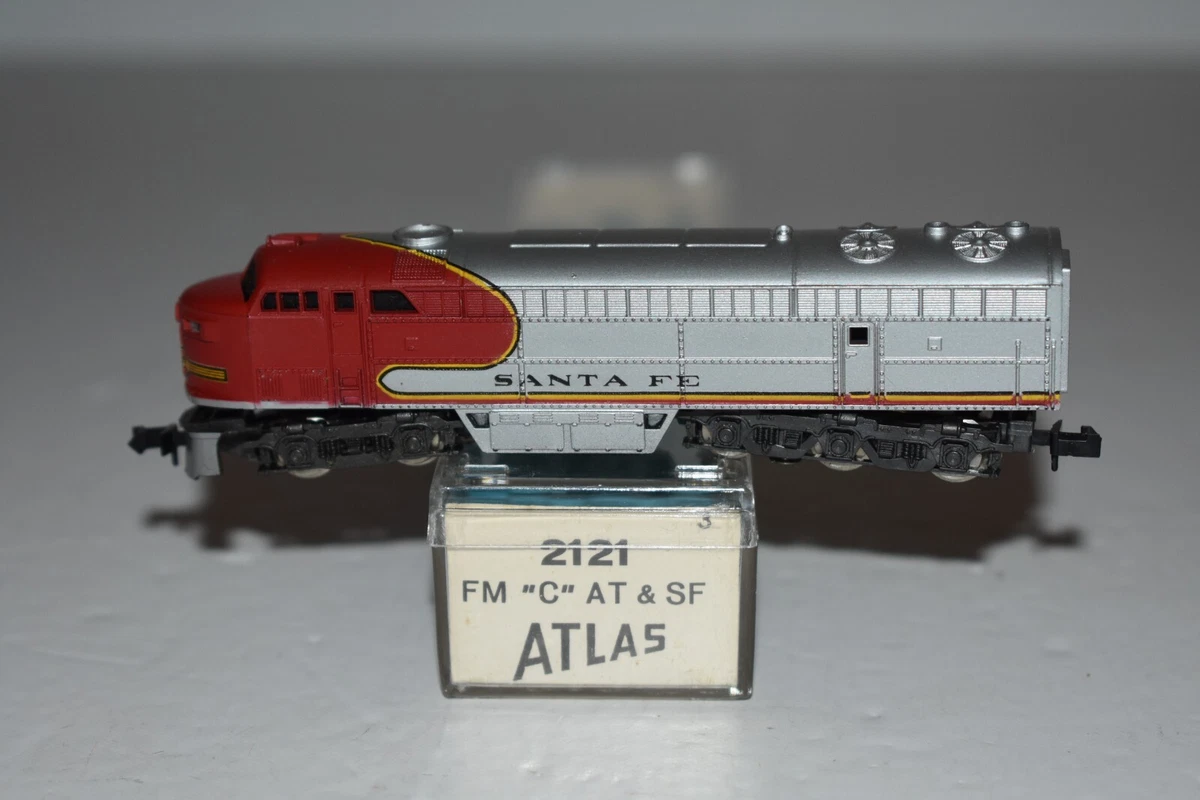 SANTA FE
3
2121
FM "C" AT & SF
ATLAS